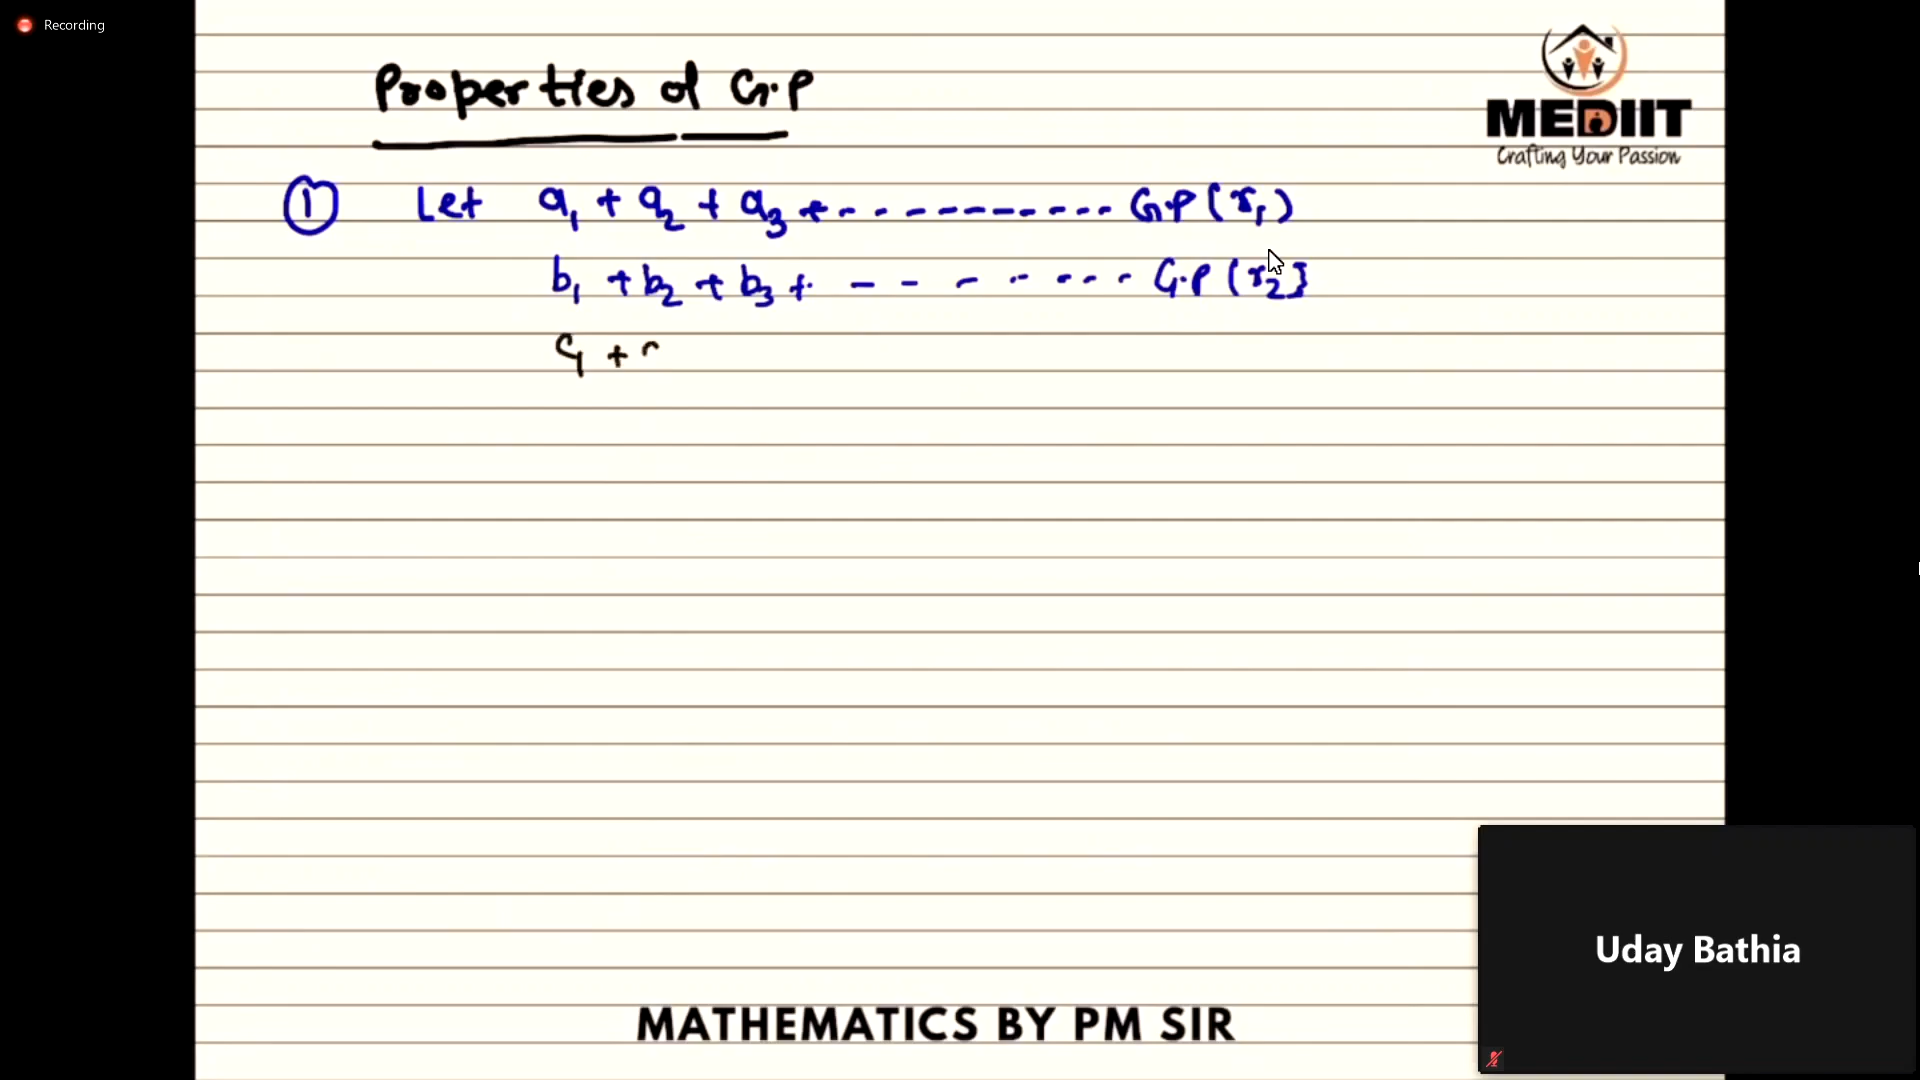 Recording
Properties of G.P
MEDIIT
Crafting Your Passion
① Let a₁ + a₂ + a₃ +----------- G.P (r₁)
b₁ + b₂ + b₃ + -------- G.P (r₂}
C₁ +
Uday Bathia
MATHEMATICS BY PM SIR